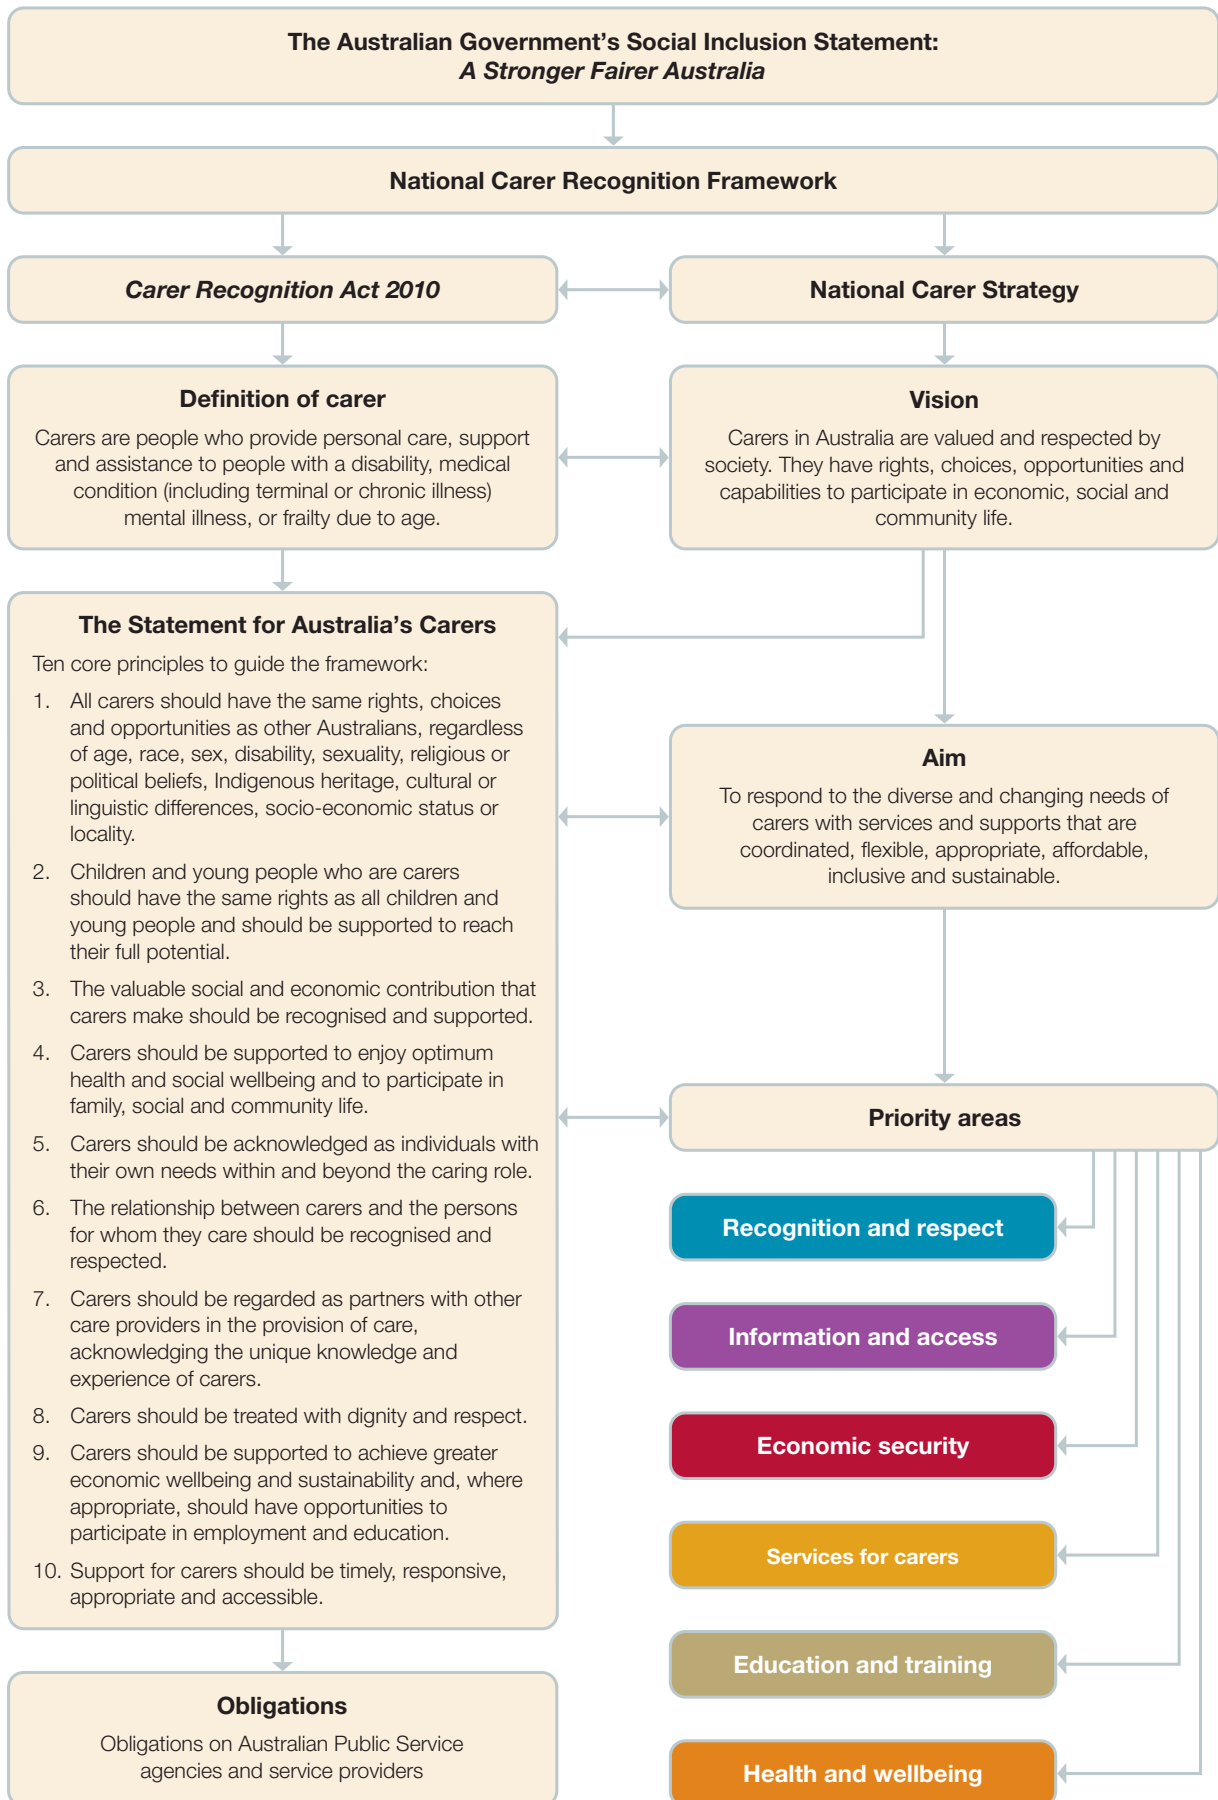 The Australian Government’s Social Inclusion Statement:
A Stronger Fairer Australia
National Carer Recognition Framework
Carer Recognition Act 2010
National Carer Strategy
Definition of carer
Carers are people who provide personal care, support
and assistance to people with a disability, medical
condition (including terminal or chronic illness)
mental illness, or frailty due to age.
Vision
Carers in Australia are valued and respected by
society. They have rights, choices, opportunities and
capabilities to participate in economic, social and
community life.
The Statement for Australia’s Carers
Ten core principles to guide the framework:
1. All carers should have the same rights, choices
and opportunities as other Australians, regardless
of age, race, sex, disability, sexuality, religious or
political beliefs, Indigenous heritage, cultural or
linguistic differences, socio-economic status or
locality.
2. Children and young people who are carers
should have the same rights as all children and
young people and should be supported to reach
their full potential.
3. The valuable social and economic contribution that
carers make should be recognised and supported.
4. Carers should be supported to enjoy optimum
health and social wellbeing and to participate in
family, social and community life.
5. Carers should be acknowledged as individuals with
their own needs within and beyond the caring role.
6. The relationship between carers and the persons
for whom they care should be recognised and
respected.
7. Carers should be regarded as partners with other
care providers in the provision of care,
acknowledging the unique knowledge and
experience of carers.
8. Carers should be treated with dignity and respect.
9. Carers should be supported to achieve greater
economic wellbeing and sustainability and, where
appropriate, should have opportunities to
participate in employment and education.
10. Support for carers should be timely, responsive,
appropriate and accessible.
Aim
To respond to the diverse and changing needs of
carers with services and supports that are
coordinated, flexible, appropriate, affordable,
inclusive and sustainable.
Priority areas
Recognition and respect
Information and access
Economic security
Services for carers
Education and training
Health and wellbeing
Obligations
Obligations on Australian Public Service
agencies and service providers